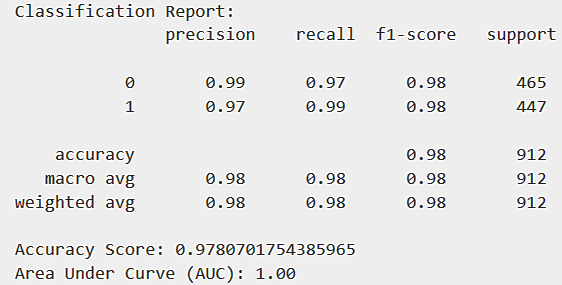 Classification Report:
precision recall f1-score support
0 0.99 0.97 0.98 465
1 0.97 0.99 0.98 447
accuracy 0.98 912
macro avg 0.98 0.98 0.98 912
weighted avg 0.98 0.98 0.98 912
Accuracy Score: 0.9780701754385965
Area Under Curve (AUC): 1.00